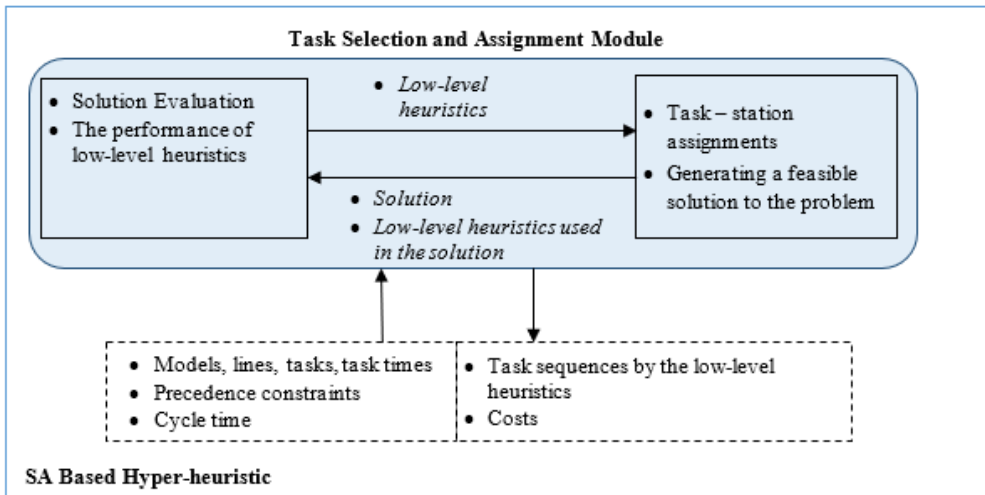 Task Selection and Assignment Module
• Solution Evaluation
• The performance of
low-level heuristics
• Low-level
heuristics
• Solution
• Low-level heuristics used
in the solution
• Task – station
assignments
• Generating a feasible
solution to the problem
• Models, lines, tasks, task times
• Precedence constraints
• Cycle time
• Task sequences by the low-level
heuristics
• Costs
SA Based Hyper-heuristic